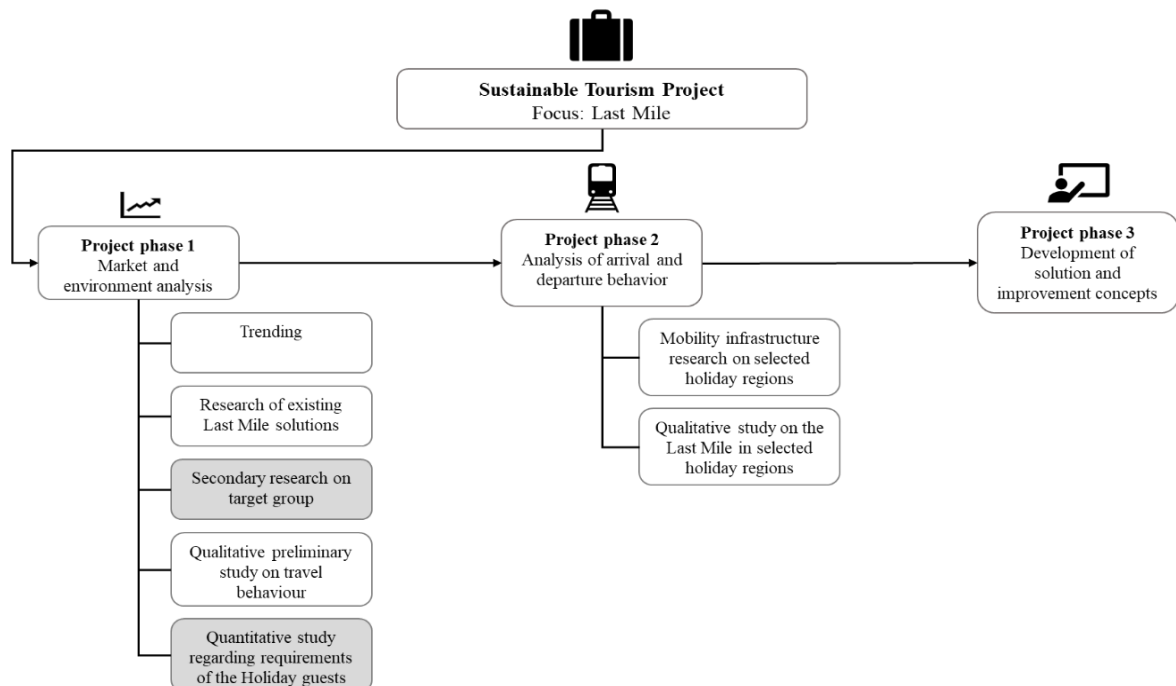 Sustainable Tourism Project
Focus: Last Mile
Project phase 1
Market and
environment analysis
Trending
Research of existing
Last Mile solutions
Secondary research on
target group
Qualitative preliminary
study on travel
behaviour
Quantitative study
regarding requirements
of the Holiday guests
Project phase 2
Analysis of arrival and
departure behavior
Mobility infrastructure
research on selected
holiday regions
Qualitative study on the
Last Mile in selected
holiday regions
Project phase 3
Development of
solution and
improvement concepts